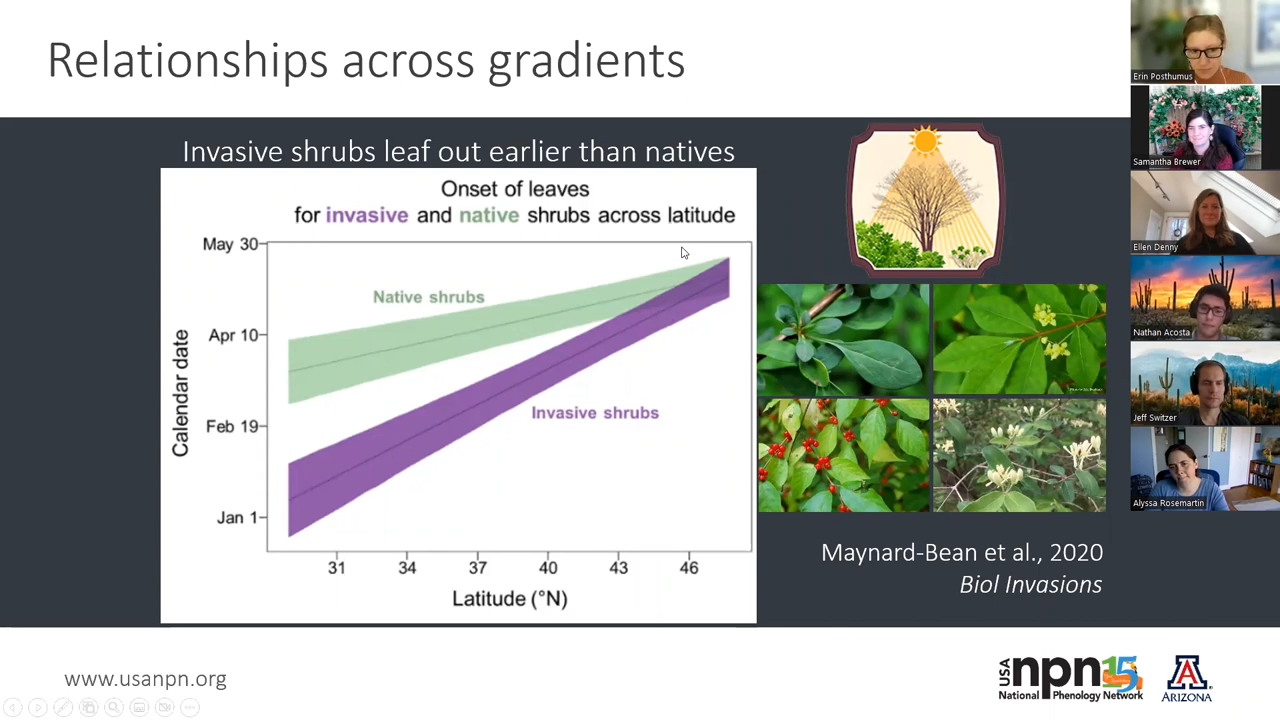 Relationships across gradients
Invasive shrubs leaf out earlier than natives
Onset of leaves
for invasive and native shrubs across latitude
May 30
Apr 10
Feb 19
Jan 1
Calendar date
Native shrubs
Invasive shrubs
31 34 37 40 43 46
Latitude (°N)
Maynard-Bean et al., 2020
Biol Invasions
www.usanpn.org
USA npn 15
National Phenology Network
A
ARIZONA
Erin Posthumus
Samantha Brewer
Ellen Denny
Nathan Acosta
Jeff Switzer
Alyssa Rosemartin